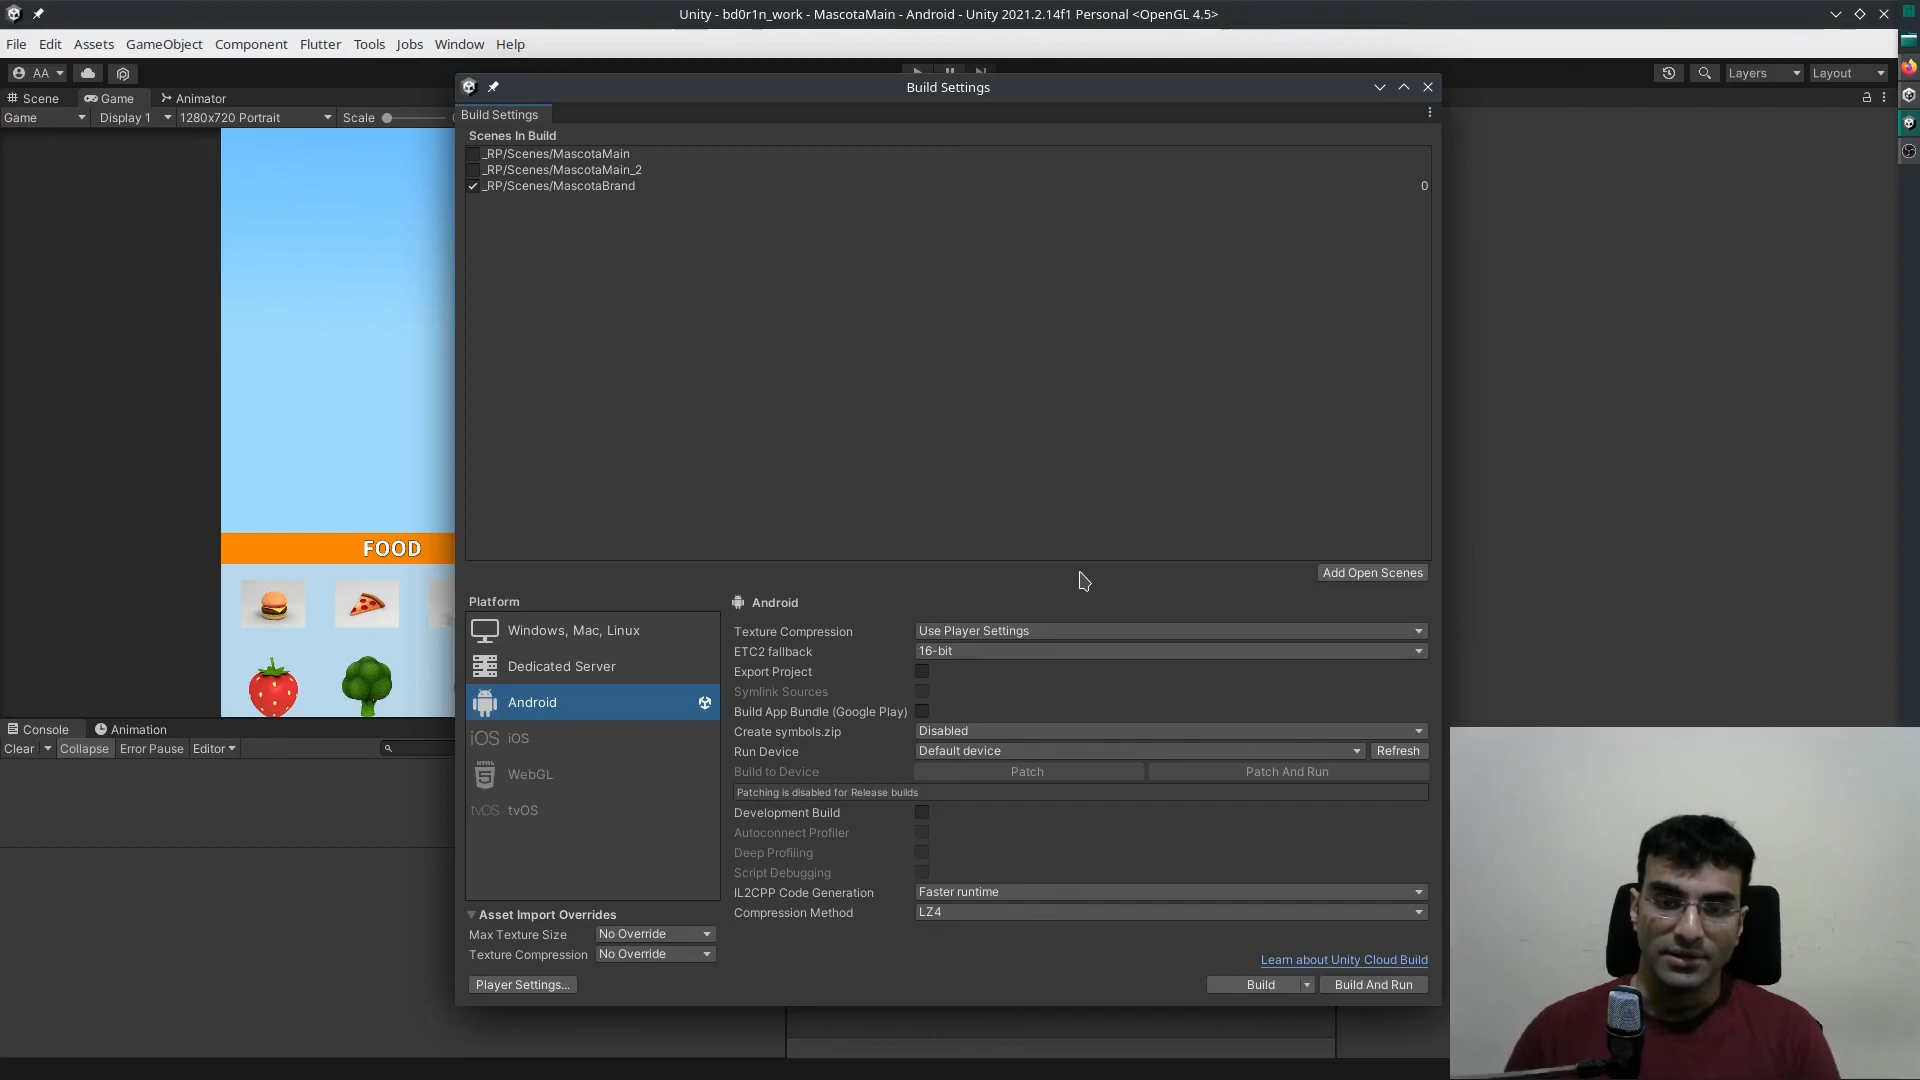 Unity - bd0r1n_work - MascotaMain - Android - Unity 2021.2.14f1 Personal <OpenGL 4.5>
File Edit Assets GameObject Component Flutter Tools Jobs Window Help
AA
Layers Layout
Scene Game Animator
Game Display 1 1280x720 Portrait Scale
FOOD
Console Animation
Clear Collapse Error Pause Editor
Build Settings
Build Settings
Scenes In Build
_RP/Scenes/MascotaMain
_RP/Scenes/MascotaMain_2
_RP/Scenes/MascotaBrand 0
Add Open Scenes
Platform
Windows, Mac, Linux
Dedicated Server
Android
iOS iOS
HTML 5 WebGL
tvOS tvOS
Asset Import Overrides
Max Texture Size No Override
Texture Compression No Override
Player Settings...
Android
Texture Compression Use Player Settings
ETC2 fallback 16-bit
Export Project
Symlink Sources
Build App Bundle (Google Play)
Create symbols.zip Disabled
Run Device Default device Refresh
Build to Device Patch Patch And Run
Patching is disabled for Release builds
Development Build
Autoconnect Profiler
Deep Profiling
Script Debugging
IL2CPP Code Generation Faster runtime
Compression Method LZ4
Learn about Unity Cloud Build
Build Build And Run